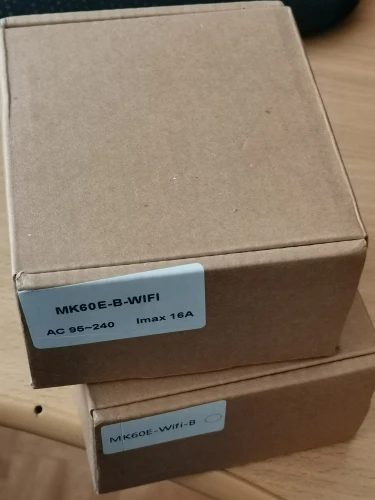 MK60E-B-WIFI
AC 95~240 Imax 16A
MK60E-Wifi-B